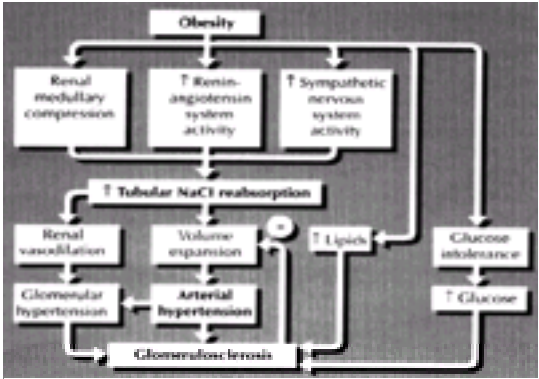 Obesity
Renal
medullary
compression
↑ Renin-
angiotensin
system
activity
↑ Sympathetic
nervous
system
activity
↑ Tubular NaCl reabsorption
Renal
vasodilation
Volume
expansion
↑ Lipids
Glucose
intolerance
Glomerular
hypertension
Arterial
hypertension
↑ Glucose
Glomerulosclerosis